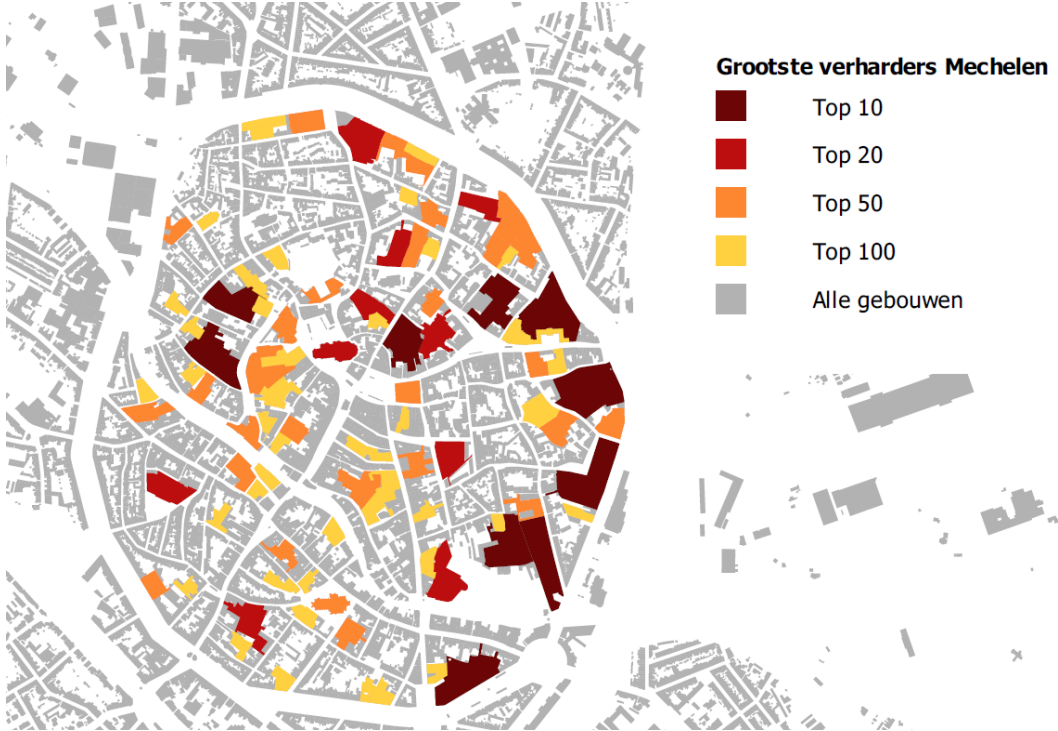 Grootste verharders Mechelen
Top 10
Top 20
Top 50
Top 100
Alle gebouwen